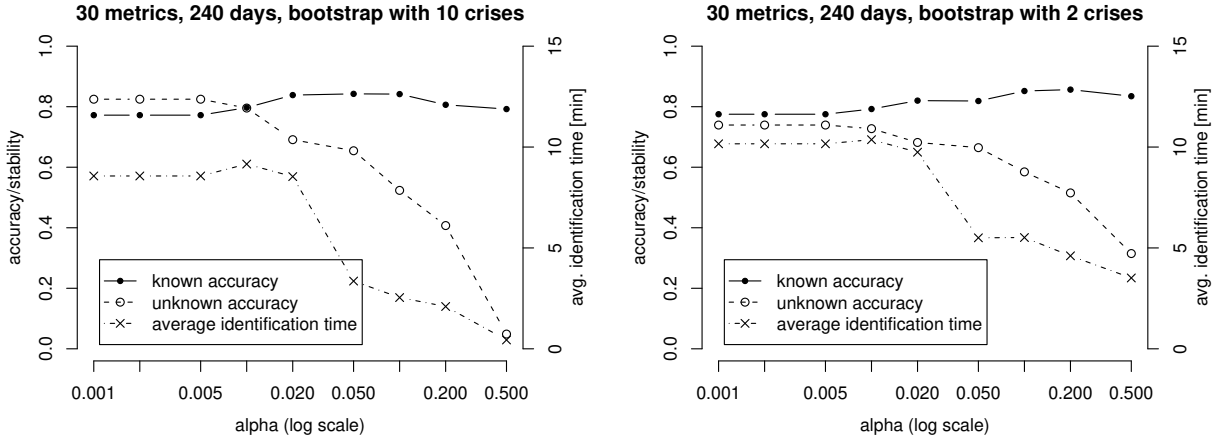 30 metrics, 240 days, bootstrap with 10 crises
accuracy/stability
0.0 0.2 0.4 0.6 0.8 1.0
known accuracy
unknown accuracy
average identification time
0 5 10 15
avg. identification time [min]
0.001 0.005 0.020 0.050 0.200 0.500
alpha (log scale)
30 metrics, 240 days, bootstrap with 2 crises
accuracy/stability
0.0 0.2 0.4 0.6 0.8 1.0
known accuracy
unknown accuracy
average identification time
0 5 10 15
avg. identification time [min]
0.001 0.005 0.020 0.050 0.200 0.500
alpha (log scale)